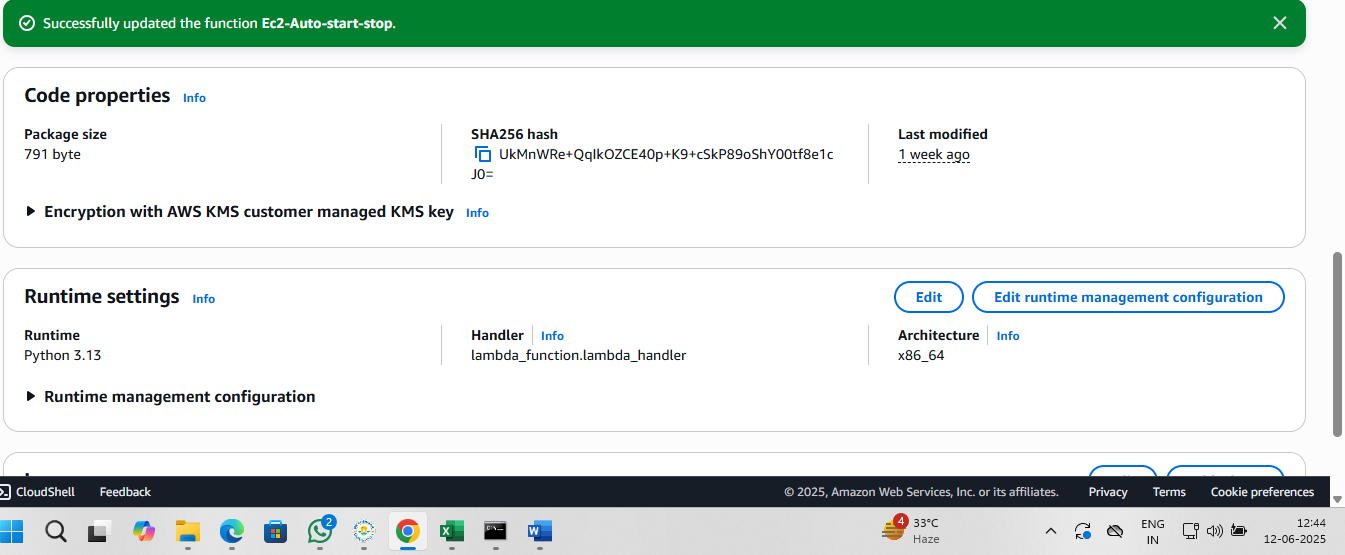 Successfully updated the function Ec2-Auto-start-stop.
Code properties Info
Package size
791 byte
SHA256 hash
UkMnWRe+QqIkOZCE40p+K9+cSkP89oShY00tf8e1c
J0=
Last modified
1 week ago
Encryption with AWS KMS customer managed KMS key Info
Runtime settings Info
Edit
Edit runtime management configuration
Runtime
Python 3.13
Handler Info
lambda_function.lambda_handler
Architecture Info
x86_64
Runtime management configuration
CloudShell Feedback
© 2025, Amazon Web Services, Inc. or its affiliates. Privacy Terms Cookie preferences
2
4
33°C
Haze
ENG
IN
12:44
12-06-2025